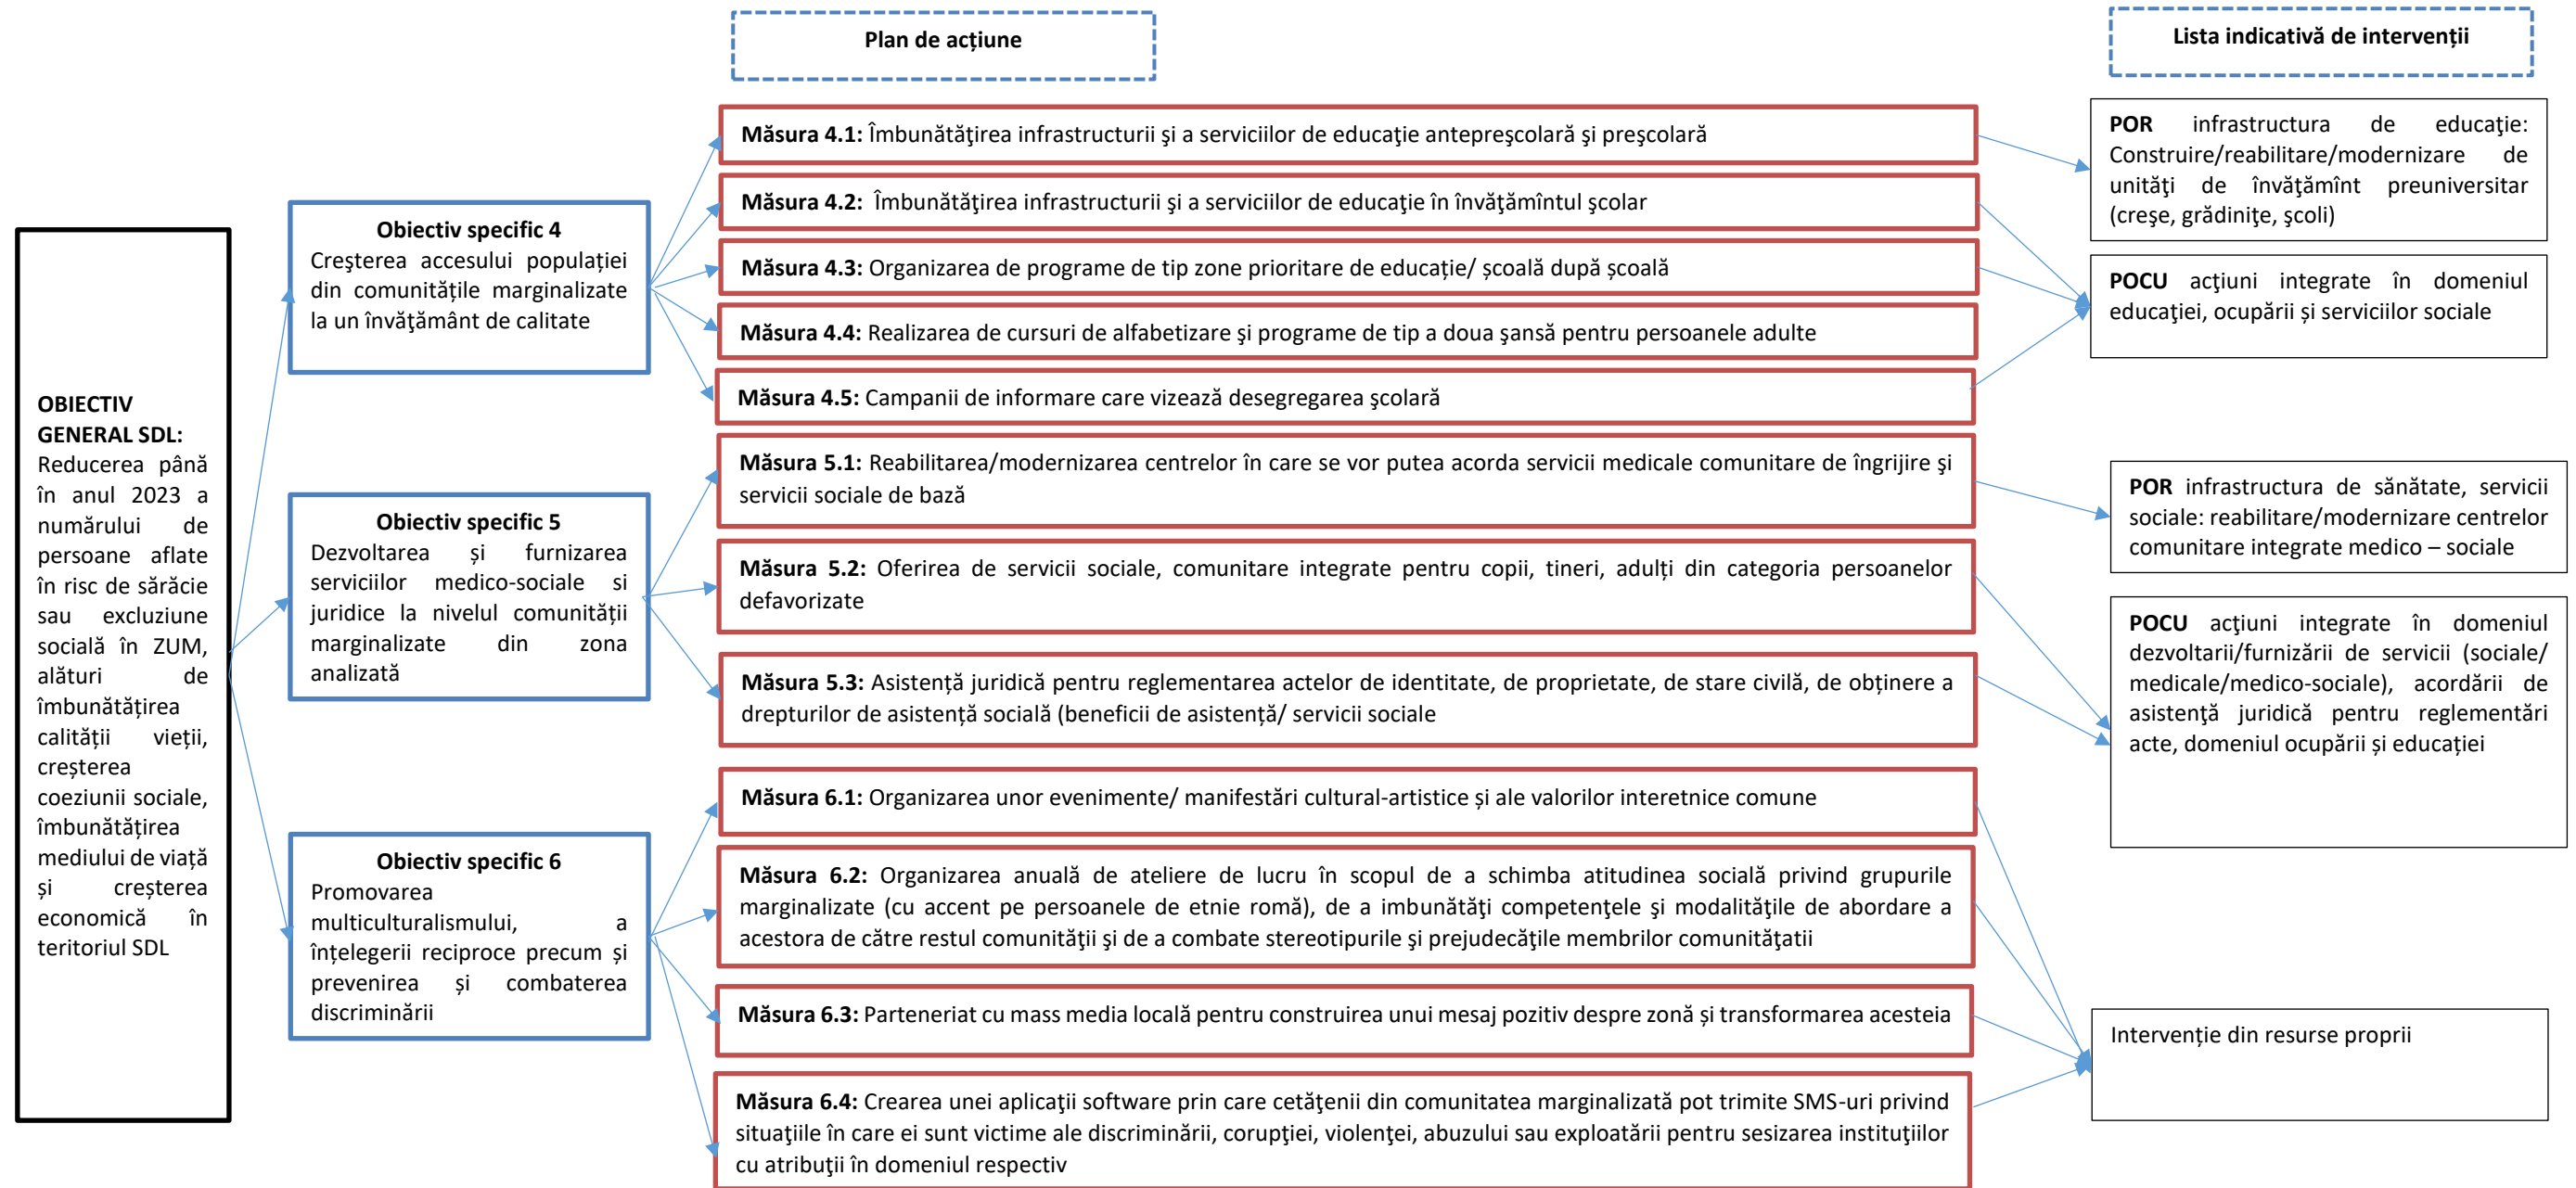 Plan de acțiune
Lista indicativă de intervenții
OBIECTIV
GENERAL SDL:
Reducerea până
în anul 2023 a
numărului de
persoane aflate
în risc de sărăcie
sau excluziune
socială în ZUM,
alături de
îmbunătățirea
calității vieții,
creșterea
coeziunii sociale,
îmbunătățirea
mediului de viață
și creșterea
economică în
teritoriul SDL
Obiectiv specific 4
Creşterea accesului populației
din comunitățile marginalizate
la un învăţământ de calitate
Obiectiv specific 5
Dezvoltarea și furnizarea
serviciilor medico-sociale si
juridice la nivelul comunității
marginalizate din zona
analizată
Obiectiv specific 6
Promovarea
multiculturalismului, a
înțelegerii reciproce precum și
prevenirea și combaterea
discriminării
Măsura 4.1: Îmbunătăţirea infrastructurii şi a serviciilor de educaţie antepreşcolară şi preşcolară
Măsura 4.2: Îmbunătăţirea infrastructurii şi a serviciilor de educaţie în învăţămîntul şcolar
Măsura 4.3: Organizarea de programe de tip zone prioritare de educație/ școală după școală
Măsura 4.4: Realizarea de cursuri de alfabetizare şi programe de tip a doua şansă pentru persoanele adulte
Măsura 4.5: Campanii de informare care vizează desegregarea şcolară
Măsura 5.1: Reabilitarea/modernizarea centrelor în care se vor putea acorda servicii medicale comunitare de îngrijire şi
servicii sociale de bază
Măsura 5.2: Oferirea de servicii sociale, comunitare integrate pentru copii, tineri, adulți din categoria persoanelor
defavorizate
Măsura 5.3: Asistență juridică pentru reglementarea actelor de identitate, de proprietate, de stare civilă, de obținere a
drepturilor de asistență socială (beneficii de asistență/ servicii sociale
Măsura 6.1: Organizarea unor evenimente/ manifestări cultural-artistice și ale valorilor interetnice comune
Măsura 6.2: Organizarea anuală de ateliere de lucru în scopul de a schimba atitudinea socială privind grupurile
marginalizate (cu accent pe persoanele de etnie romă), de a imbunătăţi competenţele şi modalităţile de abordare a
acestora de către restul comunităţii şi de a combate stereotipurile şi prejudecăţile membrilor comunităţatii
Măsura 6.3: Parteneriat cu mass media locală pentru construirea unui mesaj pozitiv despre zonă și transformarea acesteia
Măsura 6.4: Crearea unei aplicaţii software prin care cetăţenii din comunitatea marginalizată pot trimite SMS-uri privind
situaţiile în care ei sunt victime ale discriminării, corupţiei, violenţei, abuzului sau exploatării pentru sesizarea instituţiilor
cu atribuţii în domeniul respectiv
POR infrastructura de educaţie:
Construire/reabilitare/modernizare de
unităţi de învăţămînt preuniversitar
(creşe, grădiniţe, şcoli)
POCU acţiuni integrate în domeniul
educaţiei, ocupării și serviciilor sociale
POR infrastructura de sănătate, servicii
sociale: reabilitare/modernizare centrelor
comunitare integrate medico – sociale
POCU acţiuni integrate în domeniul
dezvoltarii/furnizării de servicii (sociale/
medicale/medico-sociale), acordării de
asistenţă juridică pentru reglementări
acte, domeniul ocupării și educației
Intervenție din resurse proprii